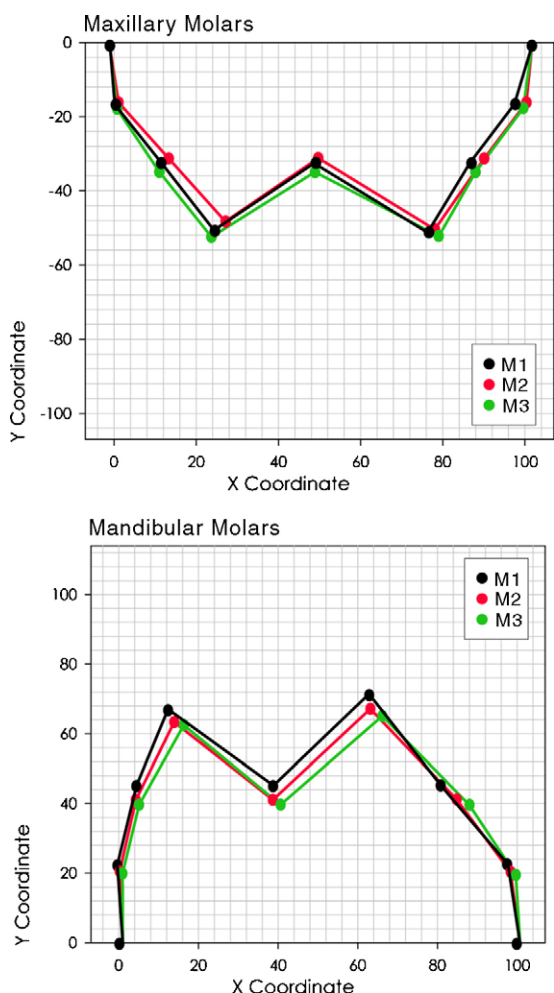 Maxillary Molars
0
-20
-40
-60
-80
-100
Y Coordinate
M1
M2
M3
0 20 40 60 80 100
X Coordinate
Mandibular Molars
100
80
60
40
20
0
Y Coordinate
M1
M2
M3
0 20 40 60 80 100
X Coordinate